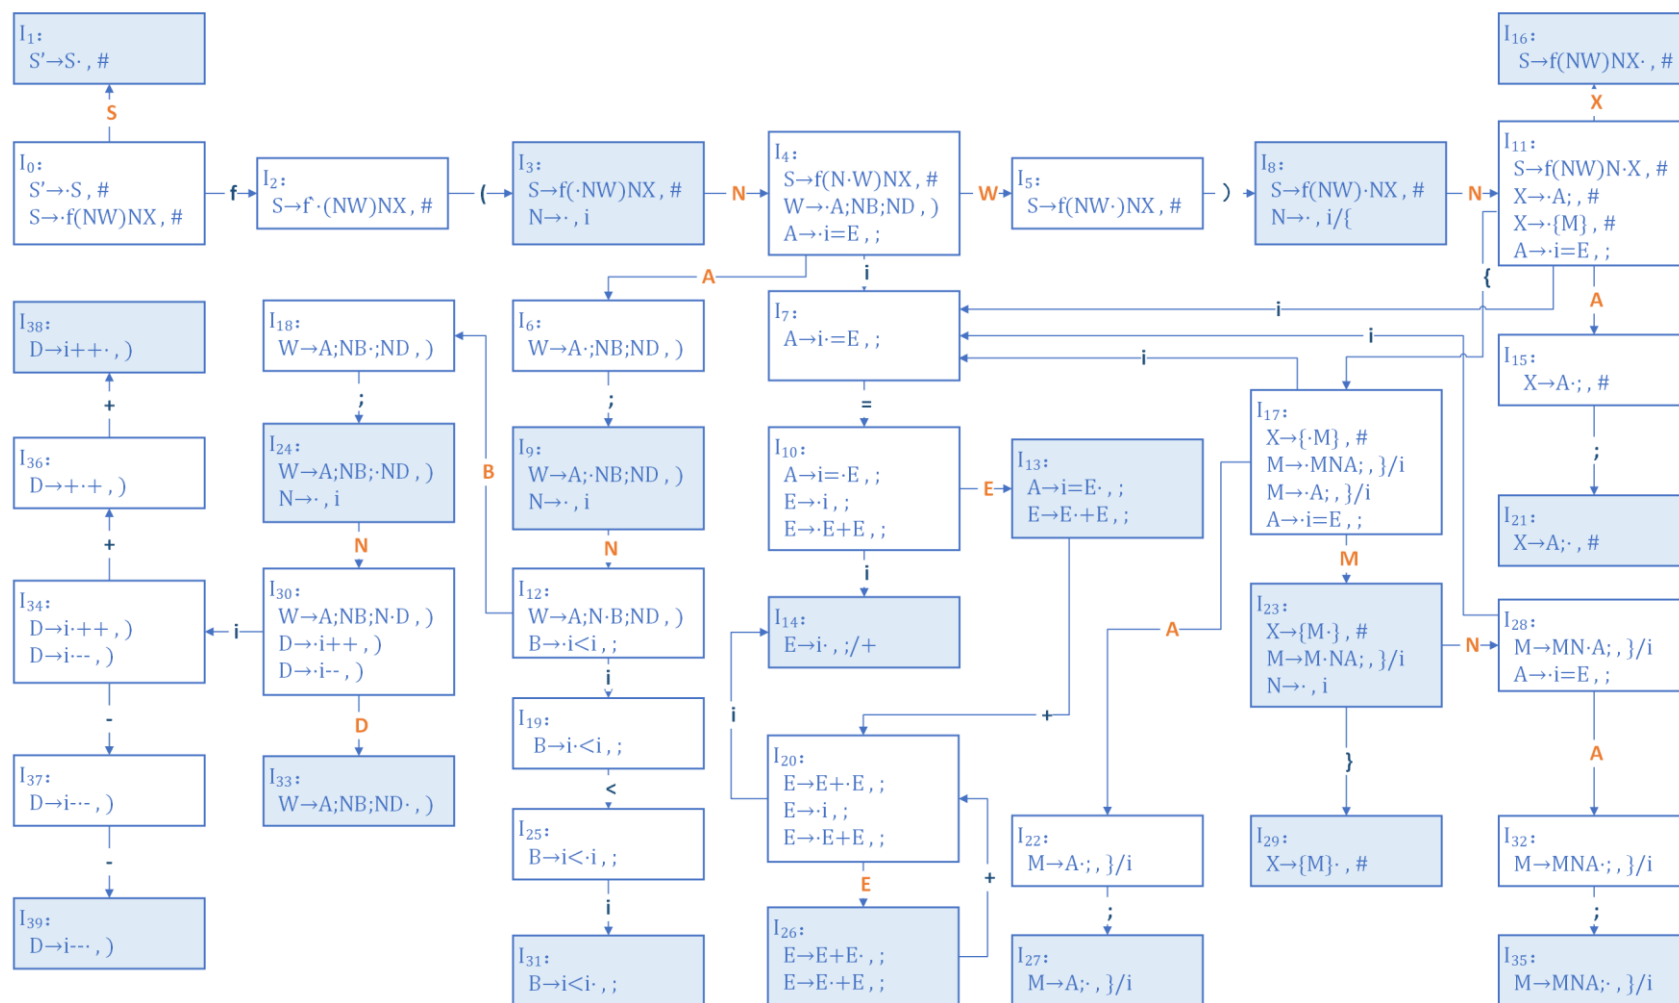 I₁:
S'→S· , #
S
I₀:
S'→·S , #
S→·f(NW)NX , #
f
I₂:
S→f·(NW)NX , #
(
I₃:
S→f(·NW)NX , #
N→· , i
N
I₄:
S→f(N·W)NX , #
W→·A;NB;ND , )
A→·i=E , ;
W
I₅:
S→f(NW·)NX , #
)
I₈:
S→f(NW)·NX , #
N→· , i/{
N
I₁₁:
S→f(NW)N·X , #
X→·A; , #
X→·{M} , #
A→·i=E , ;
X
I₁₆:
S→f(NW)NX· , #
A
i
{
A
i
i
i
I₃₈:
D→i++· , )
+
I₃₆:
D→+·+ , )
+
I₃₄:
D→i·++ , )
D→i·-- , )
-
I₃₇:
D→i-·- , )
-
I₃₉:
D→i--· , )
I₁₈:
W→A;NB·;ND , )
;
I₂₄:
W→A;NB;·ND , )
N→· , i
N
I₃₀:
W→A;NB;N·D , )
D→·i++ , )
D→·i-- , )
i
D
I₃₃:
W→A;NB;ND· , )
I₆:
W→A·;NB;ND , )
;
I₉:
W→A;·NB;ND , )
N→· , i
N
B
I₁₂:
W→A;N·B;ND , )
B→·i<i , ;
i
I₁₉:
B→i·<i , ;
<
I₂₅:
B→i<·i , ;
i
I₃₁:
B→i<i· , ;
I₇:
A→i·=E , ;
=
I₁₀:
A→i=·E , ;
E→·i , ;
E→·E+E , ;
E
I₁₃:
A→i=E· , ;
E→E·+E , ;
i
I₁₄:
E→i· , ;/+
i
+
I₂₀:
E→E+·E , ;
E→·i , ;
E→·E+E , ;
E
+
I₂₆:
E→E+E· , ;
E→E·+E , ;
I₁₇:
X→{·M} , #
M→·MNA; , }/i
M→·A; , }/i
A→·i=E , ;
M
A
I₂₂:
M→A·; , }/i
;
I₂₇:
M→A;· , }/i
I₂₃:
X→{M·} , #
M→M·NA; , }/i
N→· , i
N
}
I₂₉:
X→{M}· , #
I₁₅:
X→A·; , #
;
I₂₁:
X→A;· , #
I₂₈:
M→MN·A; , }/i
A→·i=E , ;
A
I₃₂:
M→MNA·; , }/i
;
I₃₅:
M→MNA;· , }/i